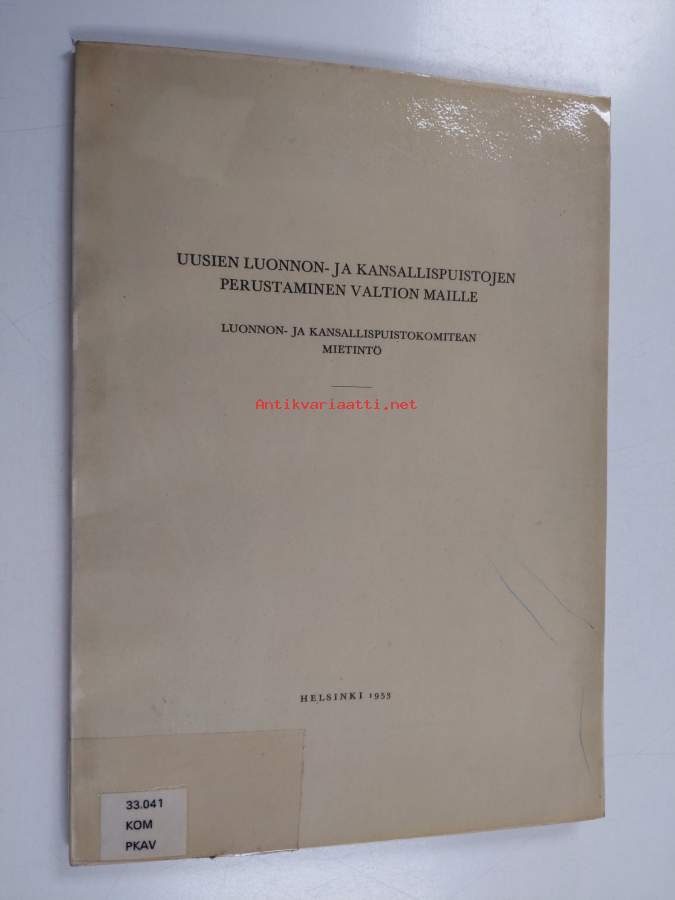 UUSIEN LUONNON- JA KANSALLISPUISTOJEN
PERUSTAMINEN VALTION MAILLE
LUONNON- JA KANSALLISPUISTOKOMITEAN
MIETINTÖ
Antikvariaatti.net
HELSINKI 1953
33.041
KOM
PKAV